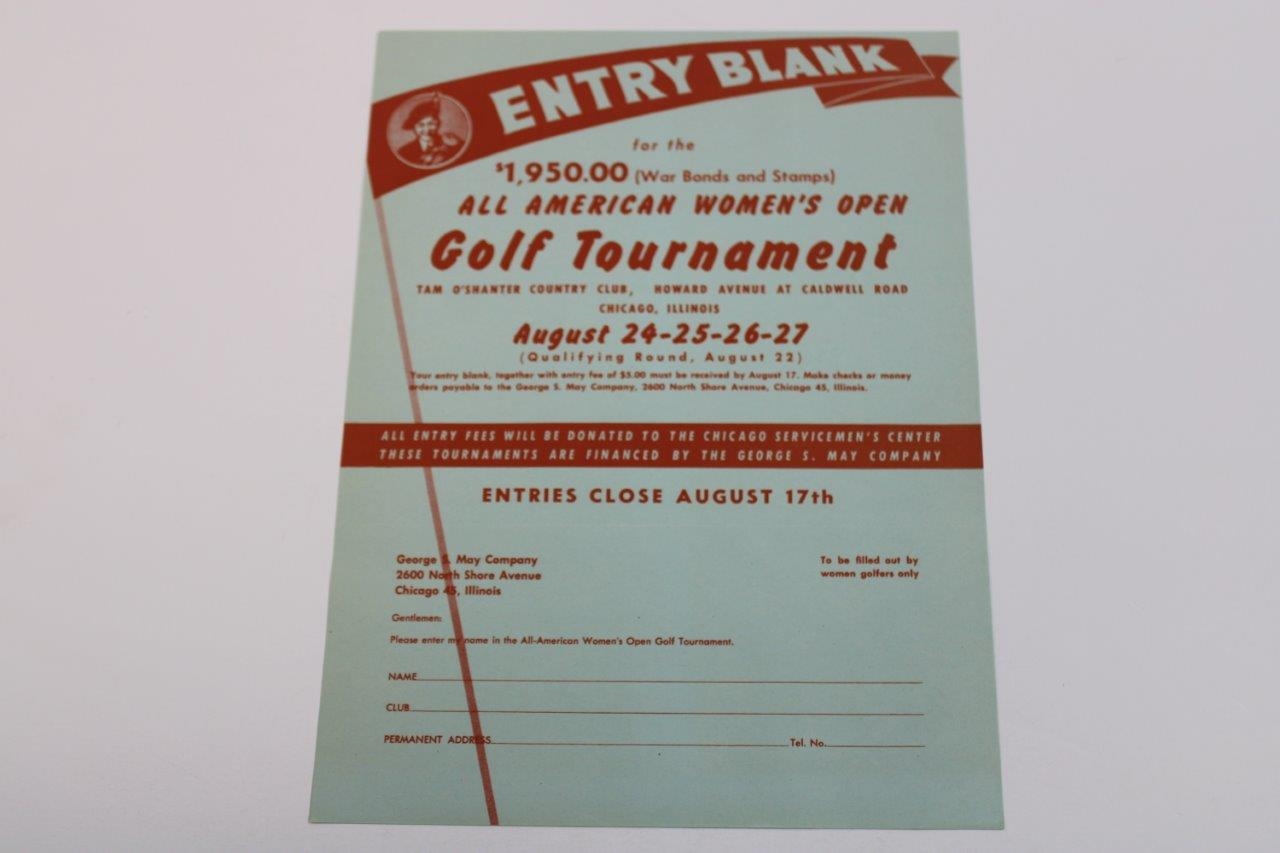 ENTRY BLANK
for the
$1,950.00 (War Bonds and Stamps)
ALL AMERICAN WOMEN'S OPEN
Golf Tournament
TAM O'SHANTER COUNTRY CLUB, HOWARD AVENUE AT CALDWELL ROAD
CHICAGO, ILLINOIS
August 24-25-26-27
(Qualifying Round, August 22)
Your entry blank, together with entry fee of $5.00 must be received by August 17. Make checks or money
orders payable to the George S. May Company, 2600 North Shore Avenue, Chicago 45, Illinois.
ALL ENTRY FEES WILL BE DONATED TO THE CHICAGO SERVICEMEN'S CENTER
THESE TOURNAMENTS ARE FINANCED BY THE GEORGE S. MAY COMPANY
ENTRIES CLOSE AUGUST 17th
George S. May Company
2600 North Shore Avenue
Chicago 45, Illinois
To be filled out by
women golfers only
Gentlemen:
Please enter my name in the All-American Women's Open Golf Tournament.
NAME
CLUB
PERMANENT ADDRESS Tel. No.